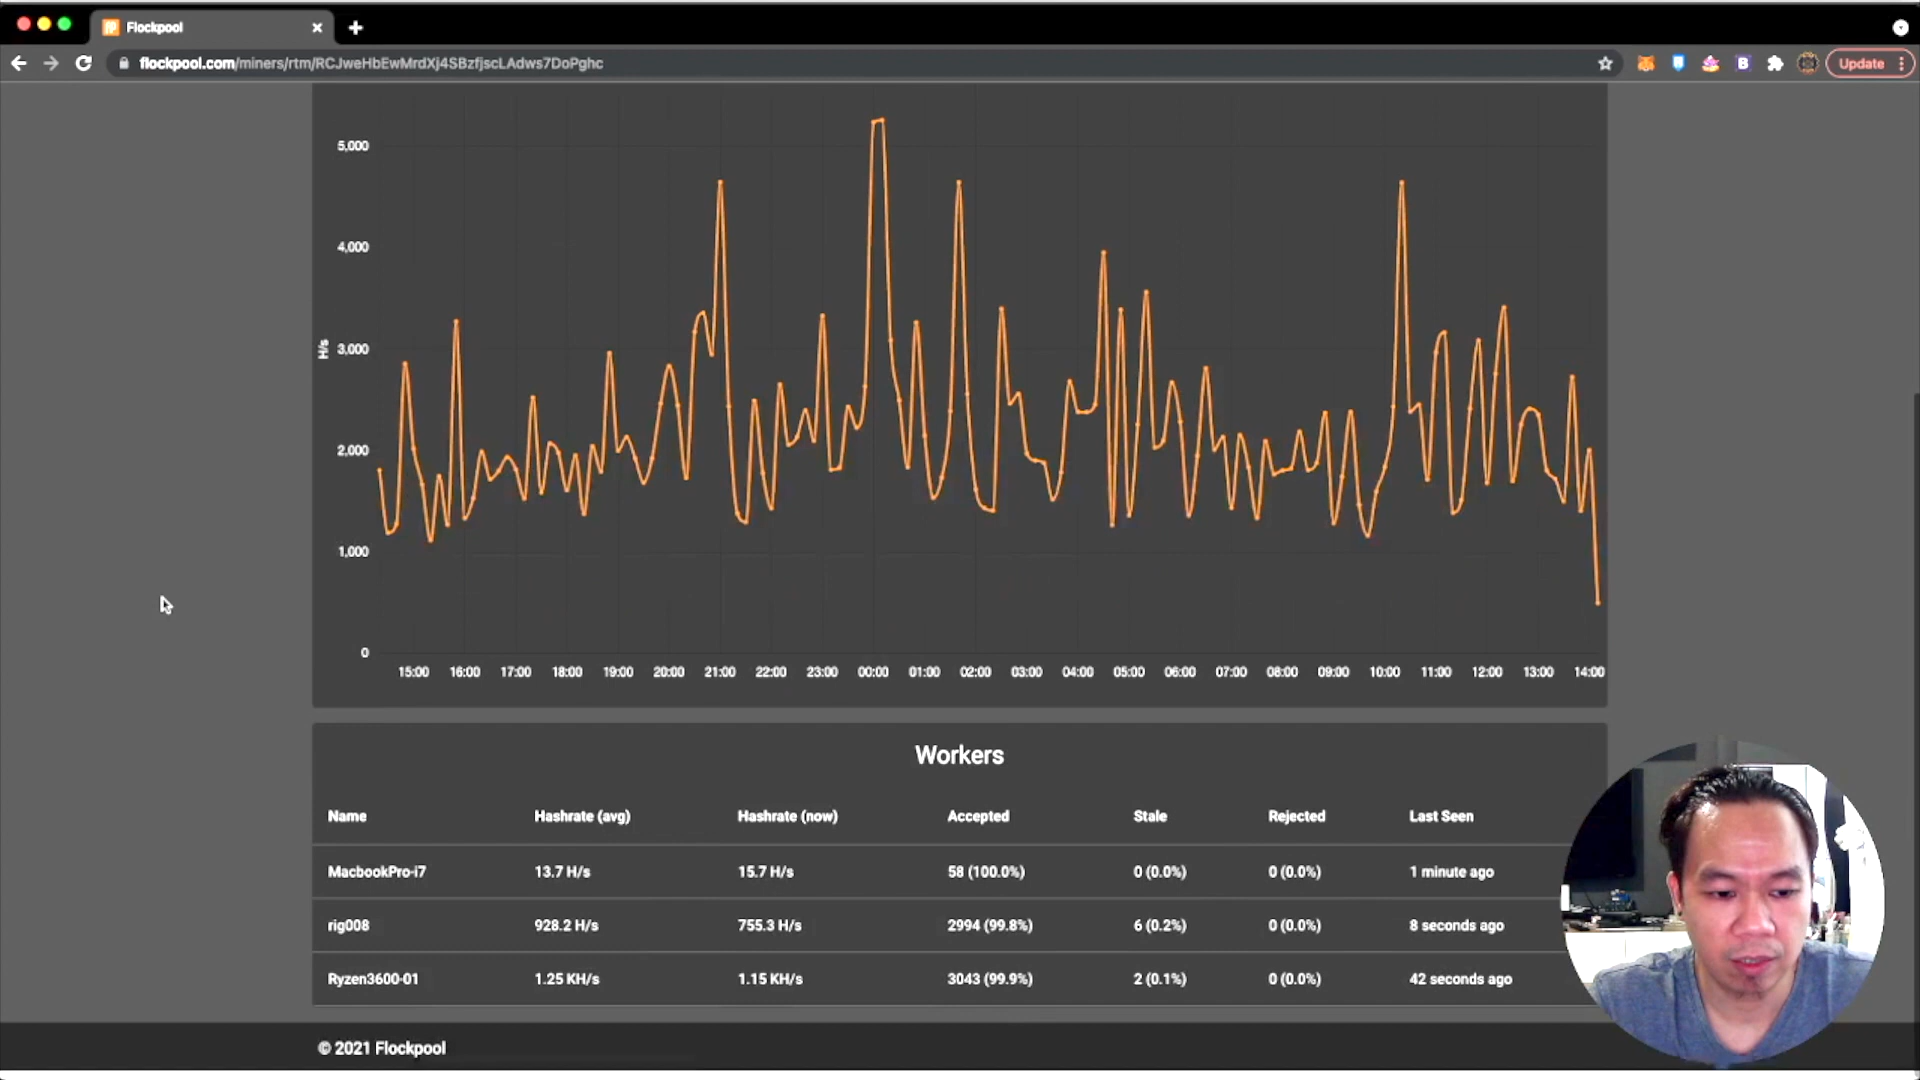 Flockpool
flockpool.com/miners/rtm/RCJweHbEwMrdXj4SBzfjscLAdws7DoPghc
B
Update
5,000
4,000
H/s
3,000
2,000
1,000
0
15:00 16:00 17:00 18:00 19:00 20:00 21:00 22:00 23:00 00:00 01:00 02:00 03:00 04:00 05:00 06:00 07:00 08:00 09:00 10:00 11:00 12:00 13:00 14:00
Workers
Name Hashrate (avg) Hashrate (now) Accepted Stale Rejected Last Seen
MacbookPro-i7 13.7 H/s 15.7 H/s 58 (100.0%) 0 (0.0%) 0 (0.0%) 1 minute ago
rig008 928.2 H/s 755.3 H/s 2994 (99.8%) 6 (0.2%) 0 (0.0%) 8 seconds ago
Ryzen3600-01 1.25 KH/s 1.15 KH/s 3043 (99.9%) 2 (0.1%) 0 (0.0%) 42 seconds ago
© 2021 Flockpool